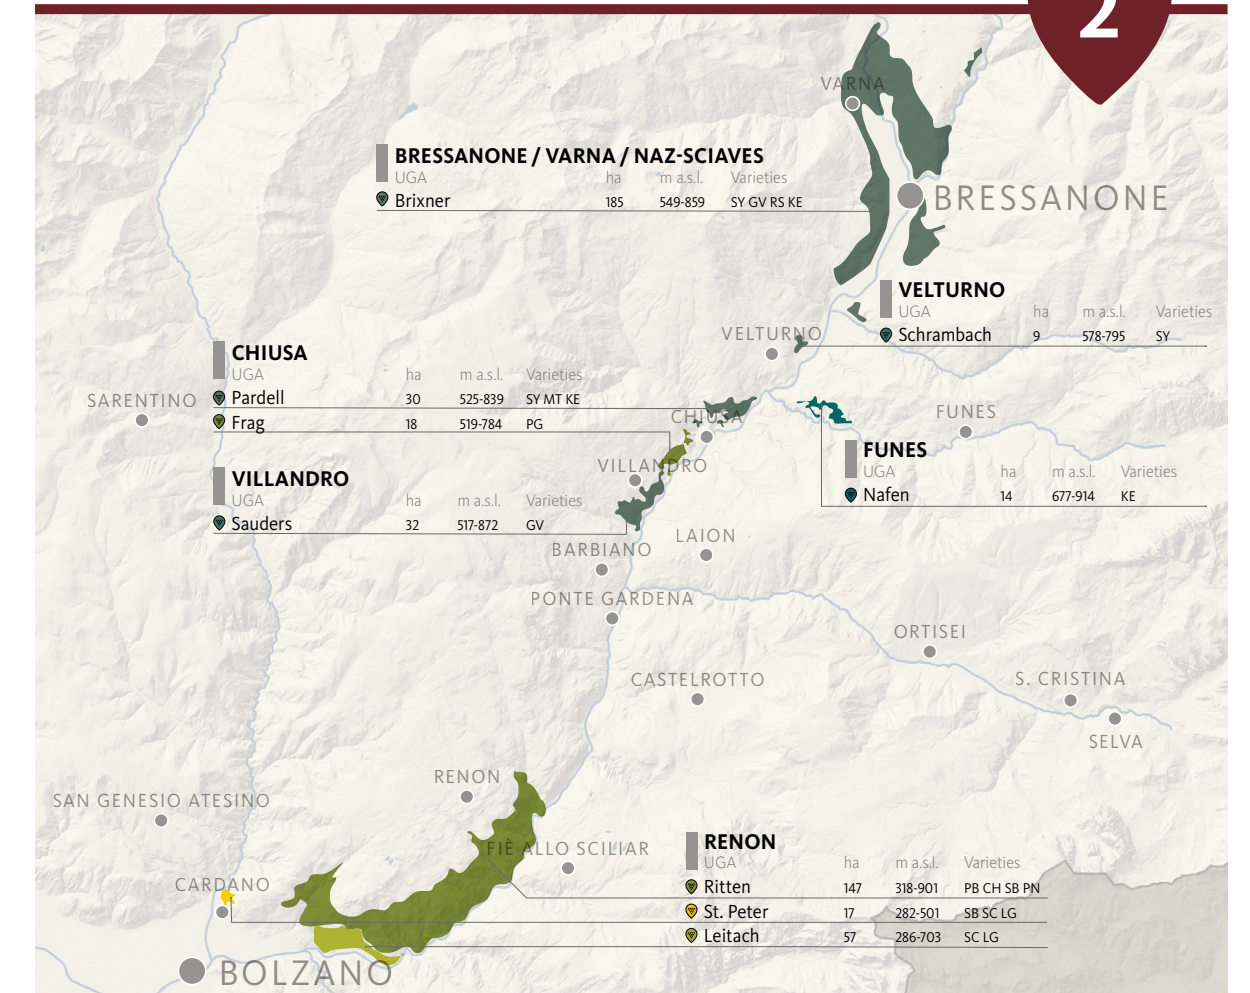 2
VARNA
BRESSANONE / VARNA / NAZ-SCIAVES
UGA ha m a.s.l. Varieties
Brixner 185 549-859 SY GV RS KE
BRESSANONE
VELTURNO
UGA ha m a.s.l. Varieties
Schrambach 9 578-795 SY
VELTURNO
CHIUSA
UGA ha m a.s.l. Varieties
Pardell 30 525-839 SY MT KE
Frag 18 519-784 PG
SARENTINO
CHIUSA
FUNES
FUNES
UGA ha m a.s.l. Varieties
Nafen 14 677-914 KE
VILLANDRO
VILLANDRO
UGA ha m a.s.l. Varieties
Sauders 32 517-872 GV
LAION
BARBIANO
PONTE GARDENA
ORTISEI
CASTELROTTO
S. CRISTINA
SELVA
RENON
SAN GENESIO ATESINO
FIÈ ALLO SCILIAR
RENON
UGA ha m a.s.l. Varieties
Ritten 147 318-901 PB CH SB PN
St. Peter 17 282-501 SB SC LG
Leitach 57 286-703 SC LG
CARDANO
BOLZANO